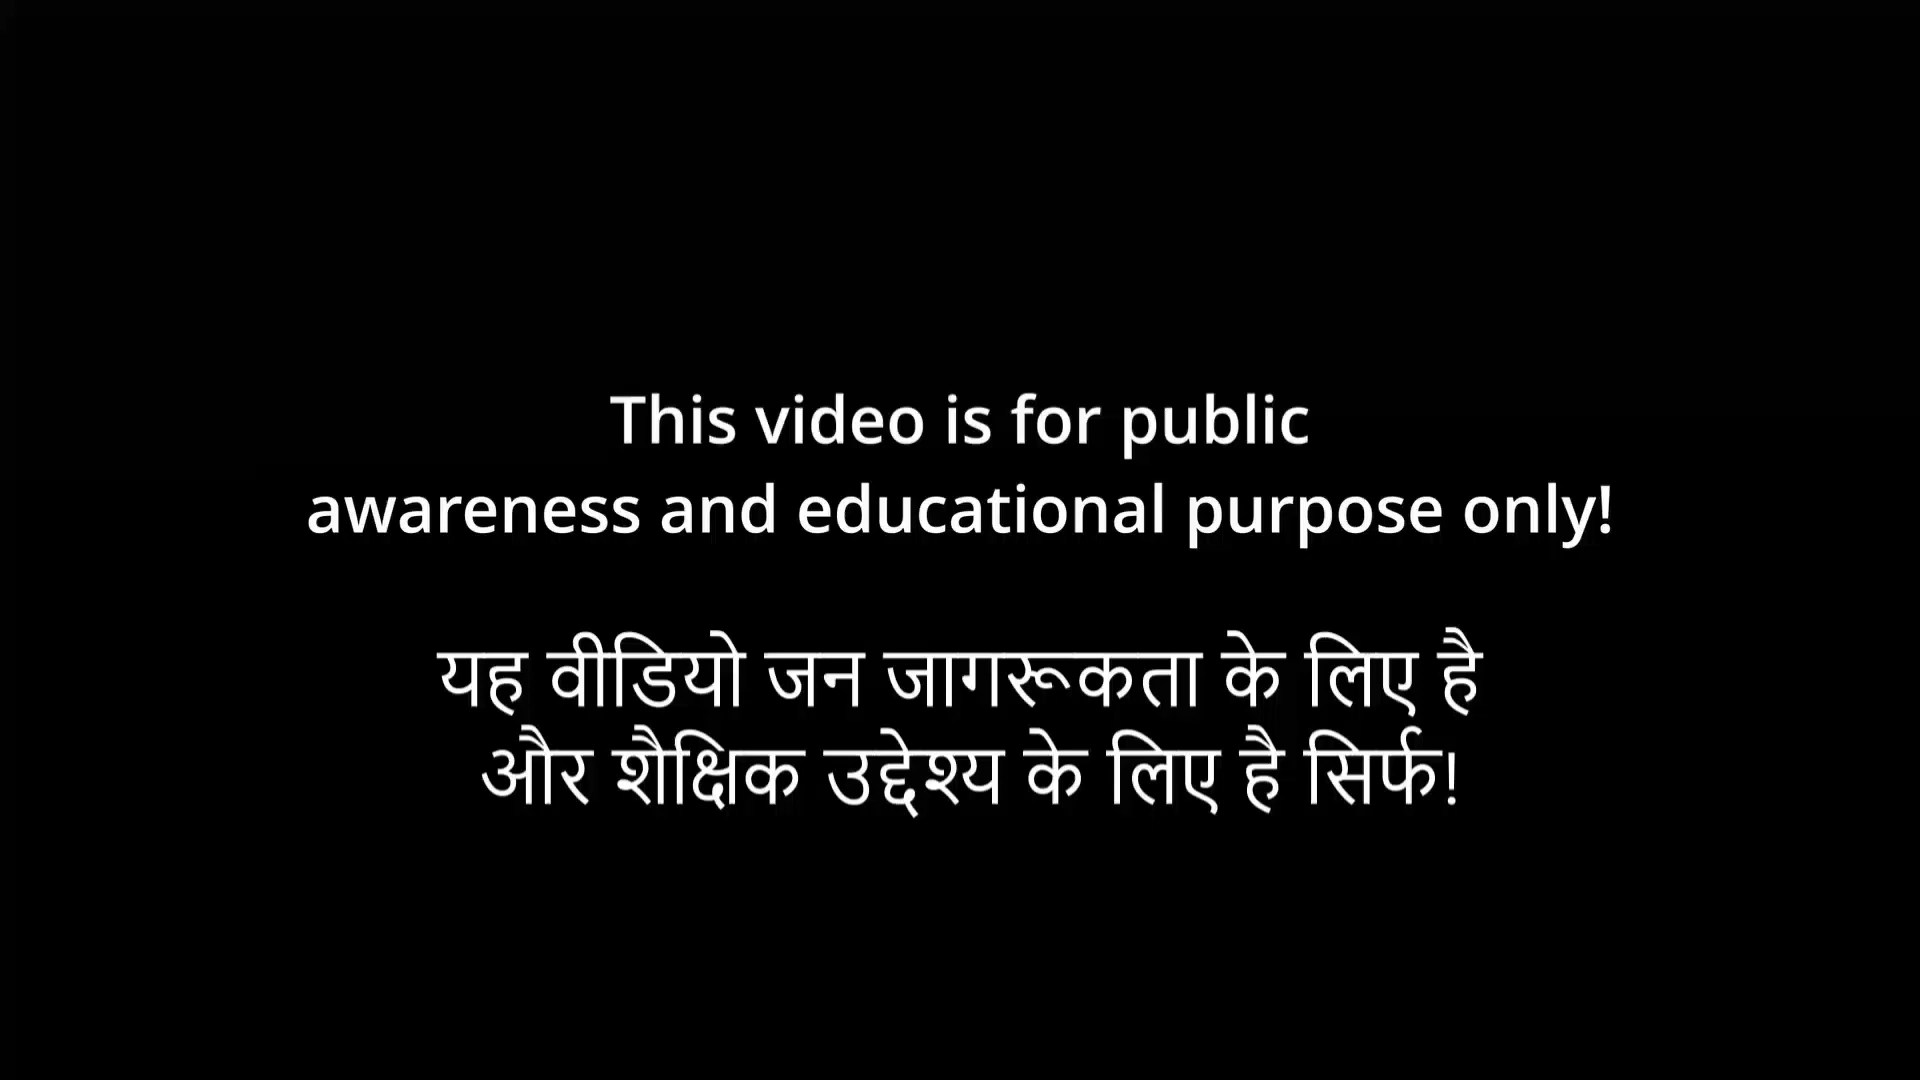 This video is for public
awareness and educational purpose only!
यह वीडियो जन जागरूकता के लिए है
और शैक्षिक उद्देश्य के लिए है सिर्फ!